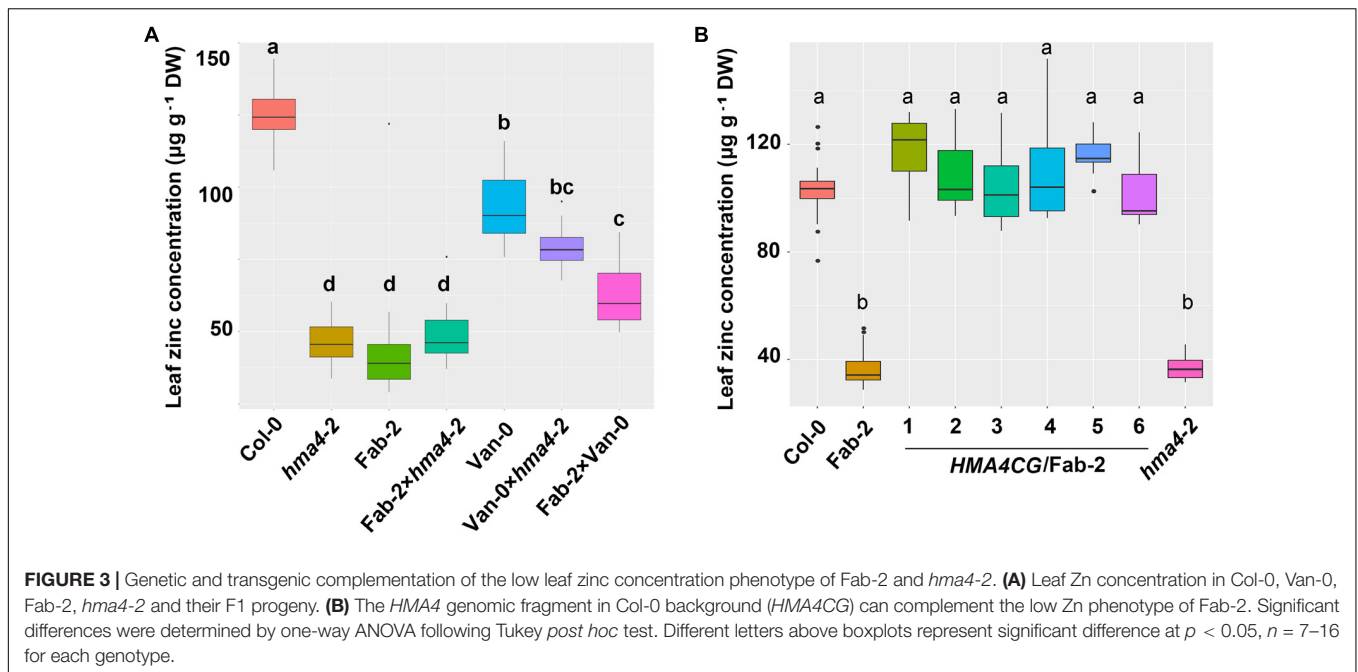 A
B
Leaf zinc concentration (µg g⁻¹ DW)
150
100
50
a
d
d
d
b
bc
c
Col-0
hma4-2
Fab-2
Fab-2×hma4-2
Van-0
Van-0×hma4-2
Fab-2×Van-0
Leaf zinc concentration (µg g⁻¹ DW)
120
80
40
a
b
a
a
a
a
a
a
b
Col-0
Fab-2
1 2 3 4 5 6
HMA4CG/Fab-2
hma4-2
FIGURE 3 | Genetic and transgenic complementation of the low leaf zinc concentration phenotype of Fab-2 and hma4-2. (A) Leaf Zn concentration in Col-0, Van-0,
Fab-2, hma4-2 and their F1 progeny. (B) The HMA4 genomic fragment in Col-0 background (HMA4CG) can complement the low Zn phenotype of Fab-2. Significant
differences were determined by one-way ANOVA following Tukey post hoc test. Different letters above boxplots represent significant difference at p < 0.05, n = 7–16
for each genotype.